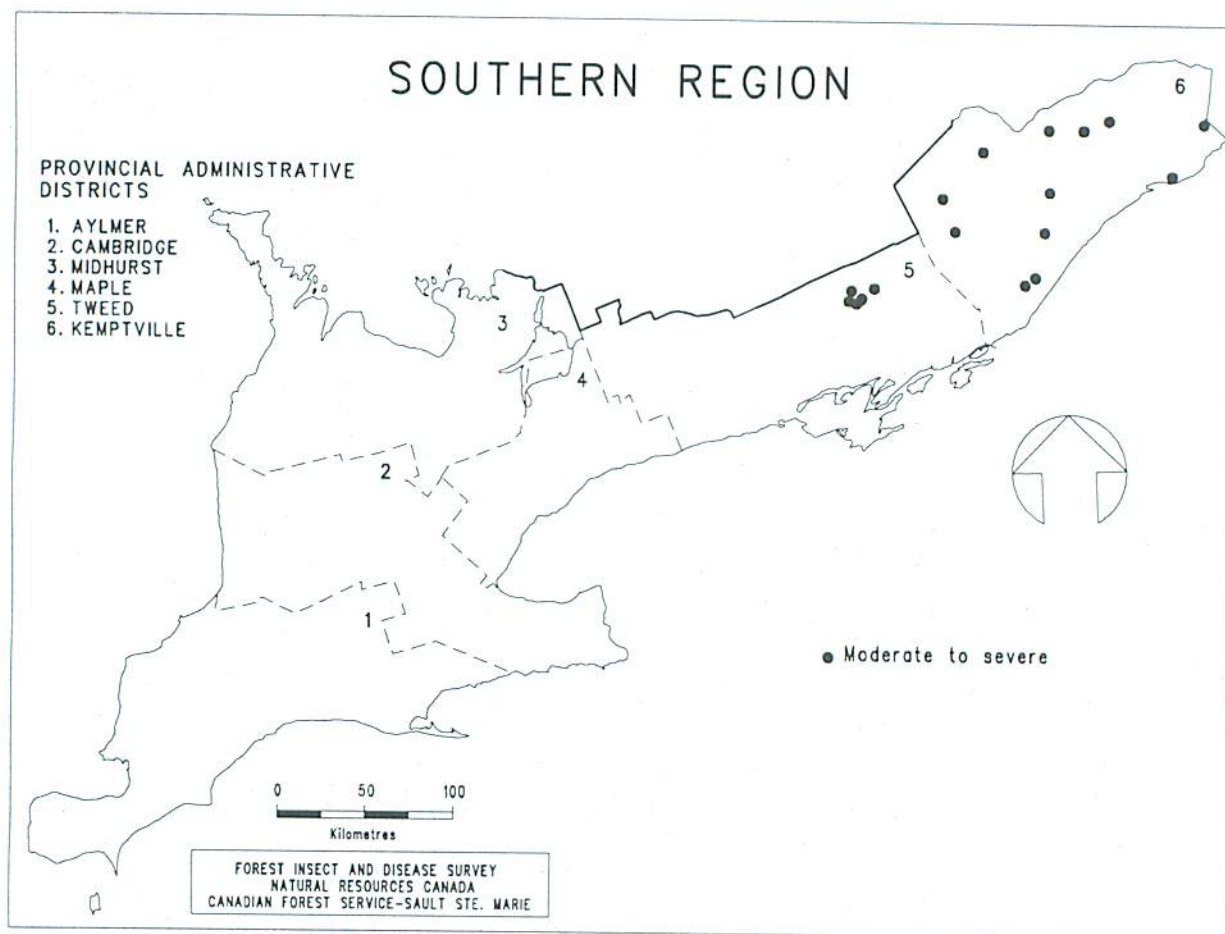 SOUTHERN REGION
PROVINCIAL ADMINISTRATIVE
DISTRICTS
1. AYLMER
2. CAMBRIDGE
3. MIDHURST
4. MAPLE
5. TWEED
6. KEMPTVILLE
6
5
3
4
2
1
Moderate to severe
0 50 100
Kilometres
FOREST INSECT AND DISEASE SURVEY
NATURAL RESOURCES CANADA
CANADIAN FOREST SERVICE-SAULT STE. MARIE